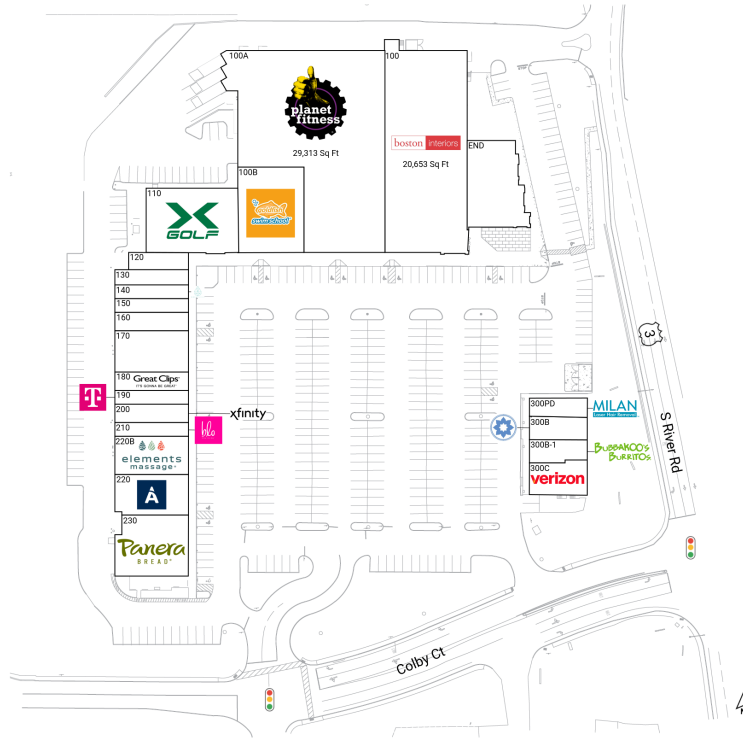 100A
100
planet
fitness
29,313 Sq Ft
boston interiors
20,653 Sq Ft
END
100B
goldfish
swim school
110
X
GOLF
120
130
140
150
160
170
180
Great Clips
IT'S GONNA BE GREAT
190
T
200
xfinity
210
blo
220B
elements
massage
220
A
230
Panera
BREAD
300PD
MILAN
Laser Hair Removal
300B
300B-1
BUBBAKOO'S
BURRITOS
300C
verizon
3
S River Rd
Colby Ct